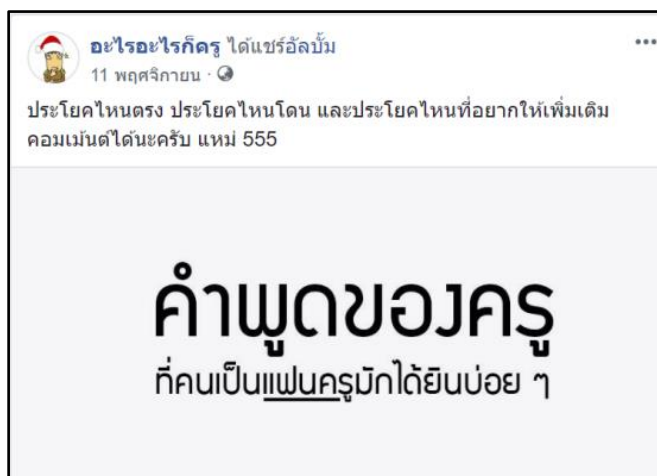 อะไรอะไรก็ครู ได้แชร์อัลบั้ม
11 พฤศจิกายน ·
ประโยคไหนตรง ประโยคไหนโดน และประโยคไหนที่อยากให้เพิ่มเติม
คอมเม้นต์ได้นะครับ แหม่ 555
คำพูดของครู
ที่คนเป็นแฟนครูมักได้ยินบ่อย ๆ